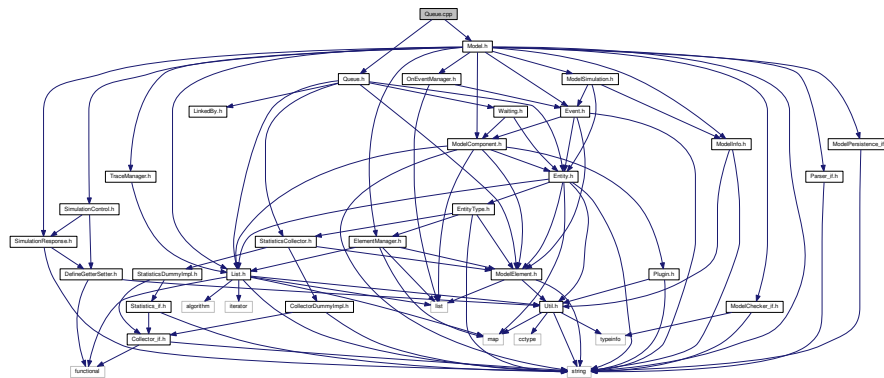 Queue.cpp
Model.h
Queue.h
OnEventManager.h
ModelSimulation.h
LinkedBy.h
Waiting.h
Event.h
ModelComponent.h
ModelInfo.h
ModelPersistence_if
TraceManager.h
Entity.h
Parser_if.h
SimulationControl.h
EntityType.h
SimulationResponse.h
StatisticsCollector.h
ElementManager.h
DefineGetterSetter.h
StatisticsDummyImpl.h
List.h
ModelElement.h
Plugin.h
Statistics_if.h
algorithm
iterator
CollectorDummyImpl.h
list
Util.h
ModelChecker_if.h
Collector_if.h
map
cctype
typeinfo
functional
string